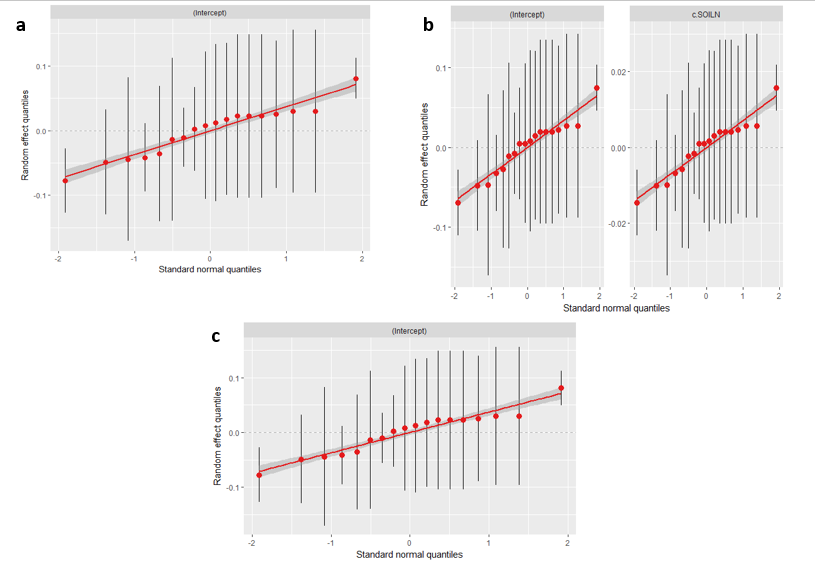 a
(Intercept)
Random effect quantiles
0.1
0.0
-0.1
-2 -1 0 1 2
Standard normal quantiles
b
(Intercept) c.SOILN
Random effect quantiles
0.1
0.0
-0.1
0.02
0.00
-0.02
-2 -1 0 1 2 -2 -1 0 1 2
Standard normal quantiles
c
(Intercept)
Random effect quantiles
0.1
0.0
-0.1
-2 -1 0 1 2
Standard normal quantiles